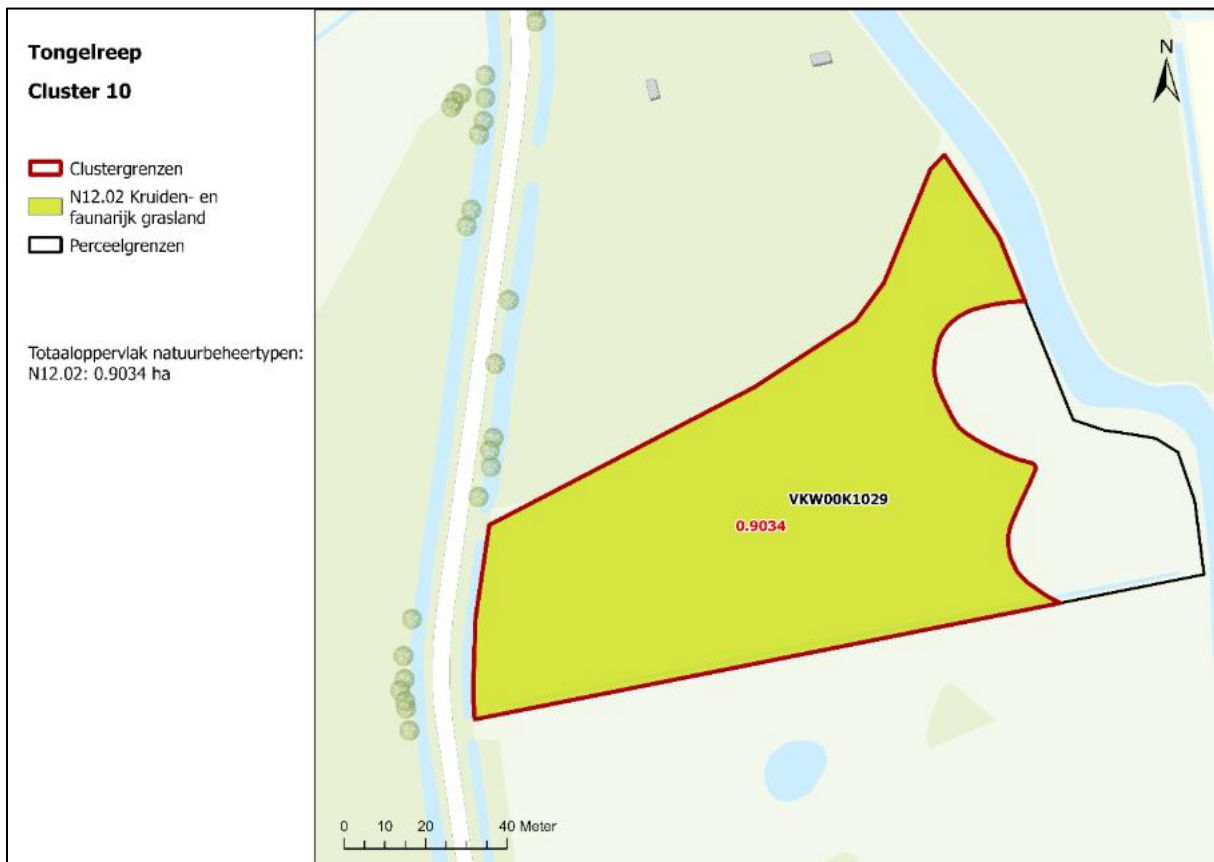 Tongelreep
Cluster 10
Clustergrenzen
N12.02 Kruiden- en
faunarijk grasland
Perceelgrenzen
Totaaloppervlak natuurbeheertypen:
N12.02: 0.9034 ha
N
VKW00K1029
0.9034
0 10 20 40 Meter